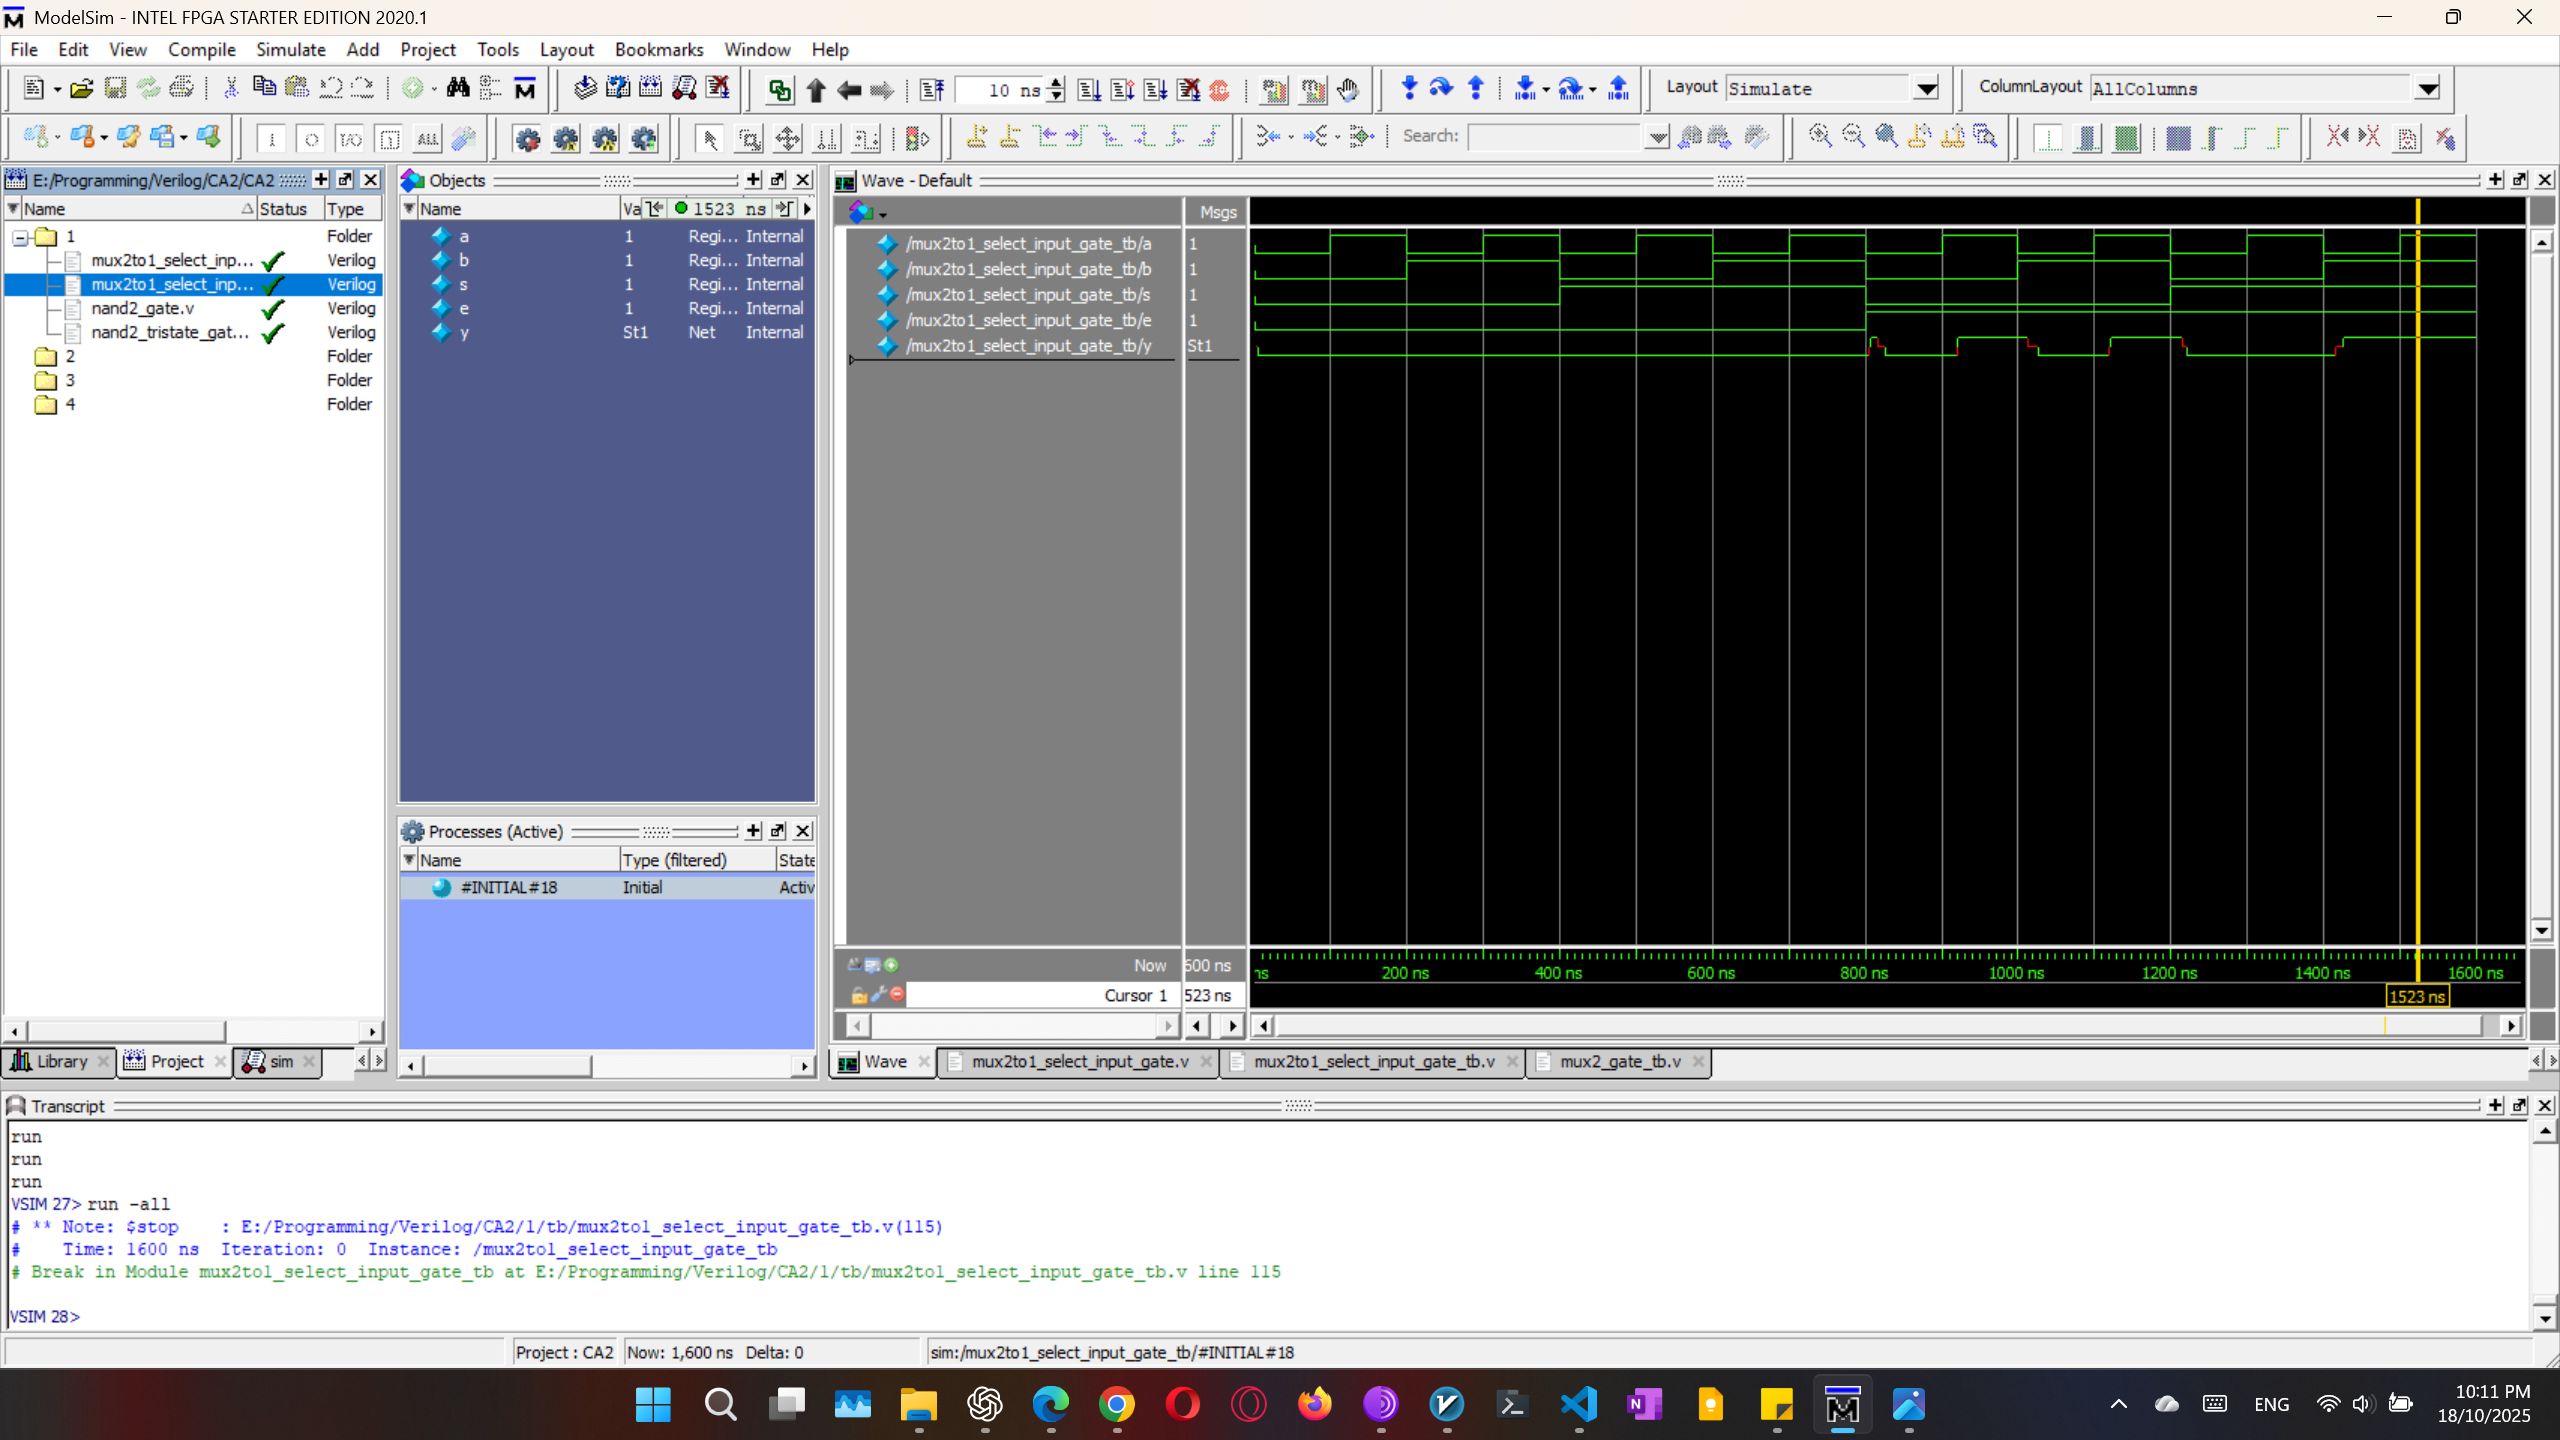 ModelSim - INTEL FPGA STARTER EDITION 2020.1
File Edit View Compile Simulate Add Project Tools Layout Bookmarks Window Help
10 ns
Layout Simulate
ColumnLayout AllColumns
ALL
Search:
E:/Programming/Verilog/CA2/CA2
Name Status Type
1 Folder
mux2to1_select_inp... Verilog
mux2to1_select_inp... Verilog
nand2_gate.v Verilog
nand2_tristate_gat... Verilog
2 Folder
3 Folder
4 Folder
Library
Project
sim
Objects
Name Va 1523 ns
a 1 Regi... Internal
b 1 Regi... Internal
s 1 Regi... Internal
e 1 Regi... Internal
y St1 Net Internal
Processes (Active)
Name Type (filtered) State
#INITIAL#18 Initial Activ
Wave - Default
Msgs
/mux2to1_select_input_gate_tb/a 1
/mux2to1_select_input_gate_tb/b 1
/mux2to1_select_input_gate_tb/s 1
/mux2to1_select_input_gate_tb/e 1
/mux2to1_select_input_gate_tb/y St1
Now 600 ns
ns 200 ns 400 ns 600 ns 800 ns 1000 ns 1200 ns 1400 ns 1600 ns
Cursor 1 523 ns
1523 ns
Wave
mux2to1_select_input_gate.v
mux2to1_select_input_gate_tb.v
mux2_gate_tb.v
Transcript
run
run
run
VSIM 27> run -all
# ** Note: $stop : E:/Programming/Verilog/CA2/1/tb/mux2to1_select_input_gate_tb.v(115)
# Time: 1600 ns Iteration: 0 Instance: /mux2to1_select_input_gate_tb
# Break in Module mux2to1_select_input_gate_tb at E:/Programming/Verilog/CA2/1/tb/mux2to1_select_input_gate_tb.v line 115
VSIM 28>
Project : CA2 Now: 1,600 ns Delta: 0 sim:/mux2to1_select_input_gate_tb/#INITIAL#18
ENG
10:11 PM
18/10/2025